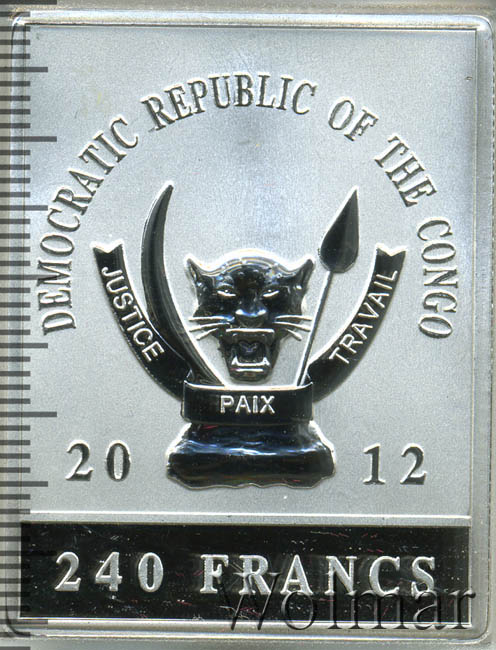 DEMOCRATIC REPUBLIC OF THE CONGO
JUSTICE
PAIX
TRAVAIL
20 12
240 FRANCS
Wolmar